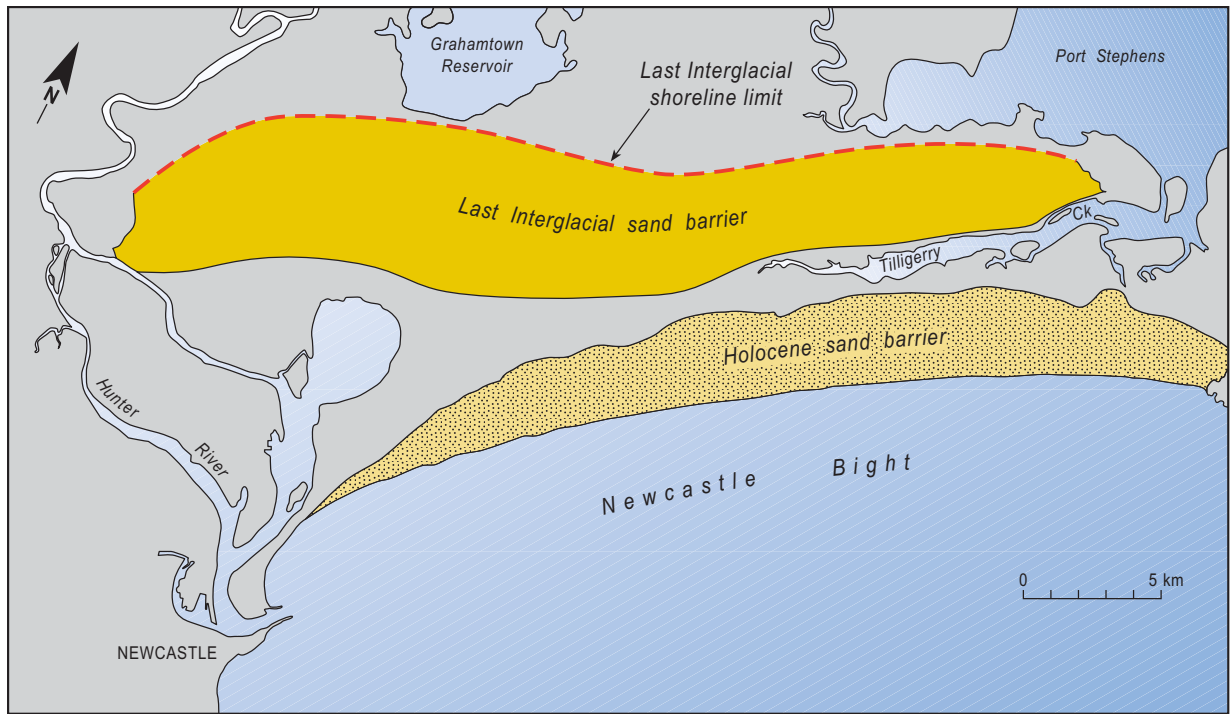 Grahamtown
Reservoir
Port Stephens
N
Last Interglacial
shoreline limit
Last Interglacial sand barrier
Ck
Tilligerry
Holocene sand barrier
Hunter
River
Newcastle Bight
0 5 km
NEWCASTLE